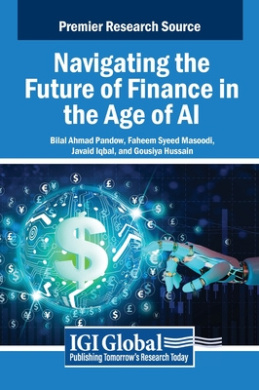 Premier Research Source
Navigating the
Future of Finance in
the Age of AI
Bilal Ahmad Pandow, Faheem Syeed Masoodi,
Javaid Iqbal, and Gousiya Hussain
IGI Global
Publishing Tomorrow's Research Today